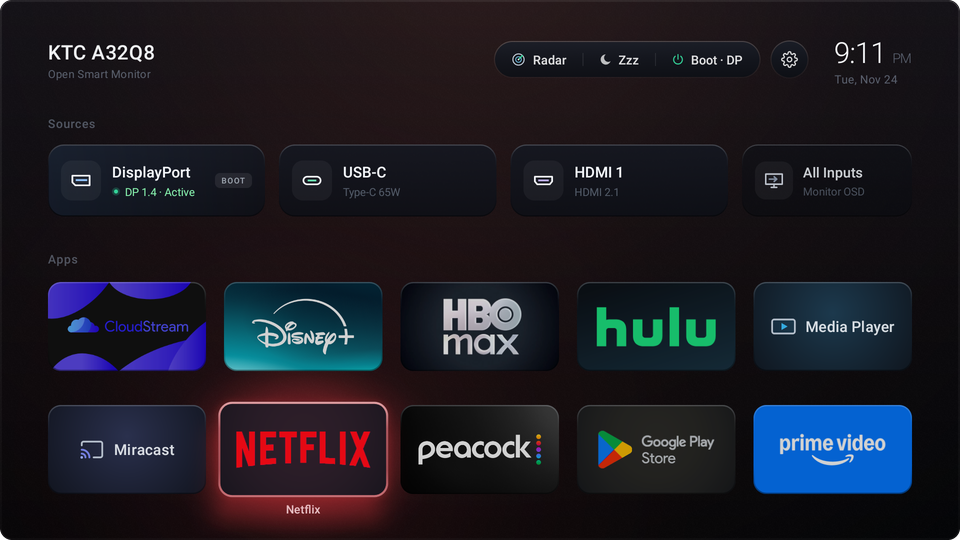 KTC A32Q8
Open Smart Monitor
Radar
Zzz
Boot · DP
9:11 PM
Tue, Nov 24
Sources
DisplayPort
DP 1.4 · Active
BOOT
USB-C
Type-C 65W
HDMI 1
HDMI 2.1
All Inputs
Monitor OSD
Apps
CloudStream
Disney+
HBO
max
hulu
Media Player
Miracast
NETFLIX
Netflix
peacock
Google Play
Store
prime video